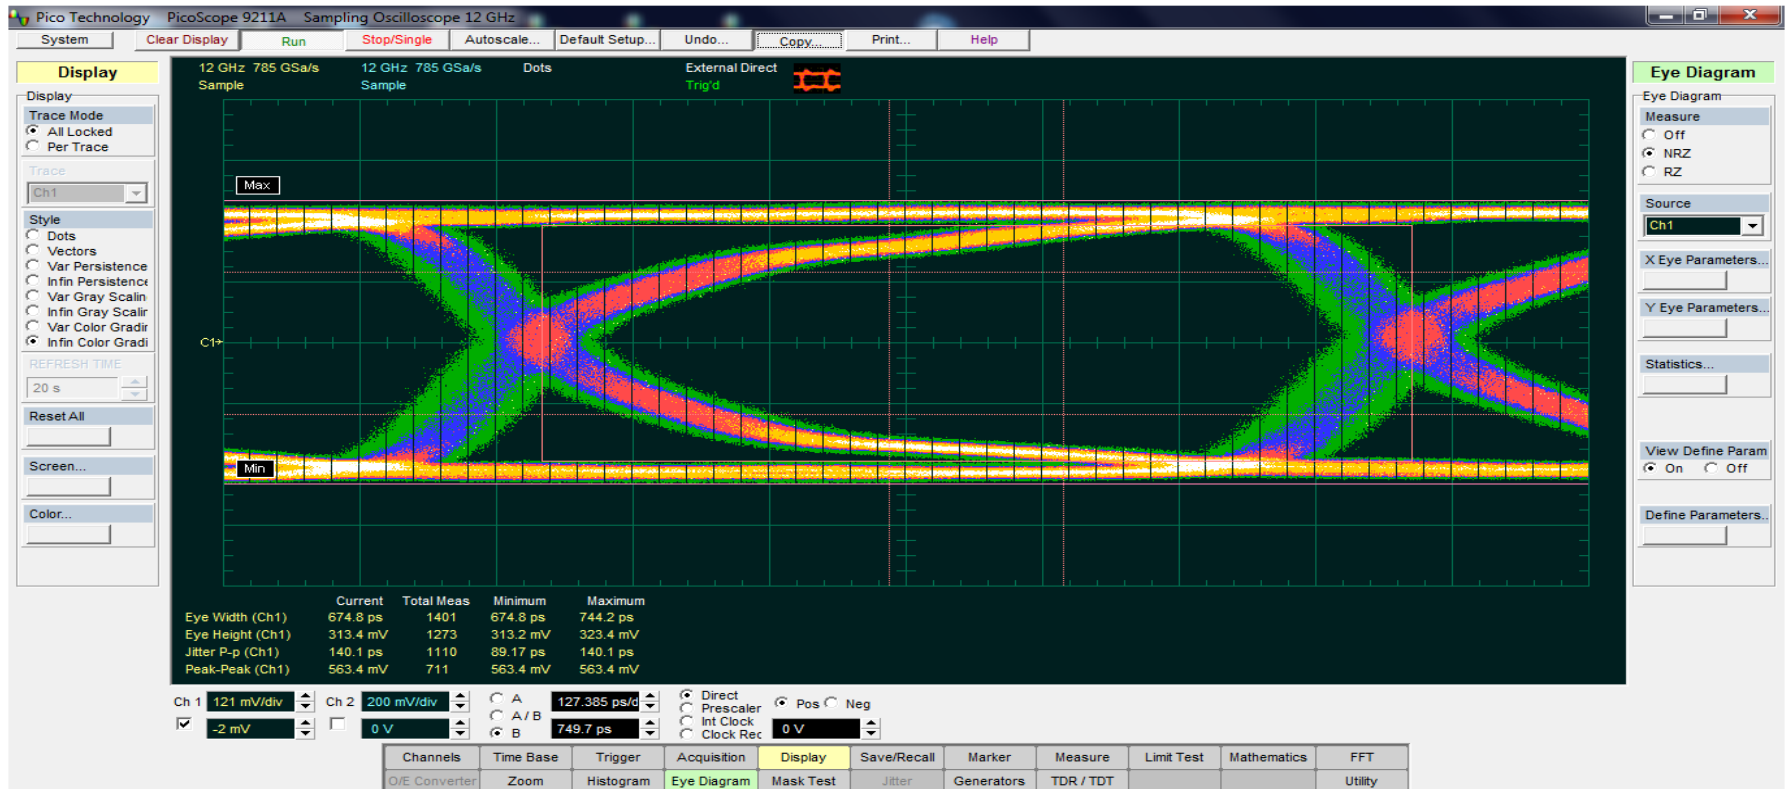 Pico Technology PicoScope 9211A Sampling Oscilloscope 12 GHz
System Clear Display Run Stop/Single Autoscale... Default Setup... Undo... Copy... Print... Help
Display
Display
Trace Mode
All Locked
Per Trace
Trace
Ch1
Style
Dots
Vectors
Var Persistence
Infin Persistence
Var Gray Scalin
Infin Gray Scalir
Var Color Gradir
Infin Color Gradi
REFRESH TIME
20 s
Reset All
Screen...
Color...
12 GHz 785 GSa/s 12 GHz 785 GSa/s Dots External Direct
Sample Sample Trig'd
Max
C1
Min
Current Total Meas Minimum Maximum
Eye Width (Ch1) 674.8 ps 1401 674.8 ps 744.2 ps
Eye Height (Ch1) 313.4 mV 1273 313.2 mV 323.4 mV
Jitter P-p (Ch1) 140.1 ps 1110 89.17 ps 140.1 ps
Peak-Peak (Ch1) 563.4 mV 711 563.4 mV 563.4 mV
Eye Diagram
Eye Diagram
Measure
Off
NRZ
RZ
Source
Ch1
X Eye Parameters...
Y Eye Parameters...
Statistics...
View Define Param
On Off
Define Parameters..
Ch 1 121 mV/div Ch 2 200 mV/div A 127.385 ps/d Direct Pos Neg
Prescaler
-2 mV 0 V A / B 749.7 ps Int Clock 0 V
B Clock Rec
Channels Time Base Trigger Acquisition Display Save/Recall Marker Measure Limit Test Mathematics FFT
O/E Converter Zoom Histogram Eye Diagram Mask Test Jitter Generators TDR / TDT Utility